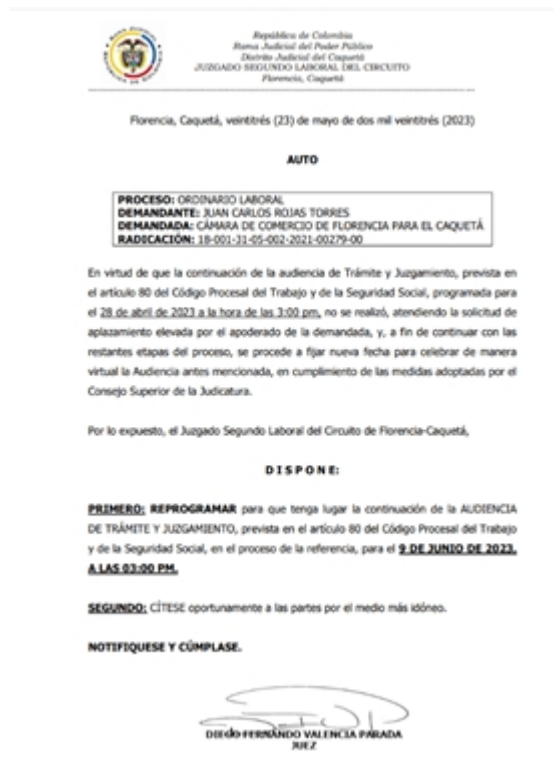 República de Colombia
Rama Judicial del Poder Público
Distrito Judicial del Caquetá
JUZGADO SEGUNDO LABORAL DEL CIRCUITO
Florencia, Caquetá
Florencia, Caquetá, veintitrés (23) de mayo de dos mil veintitrés (2023)
AUTO
PROCESO: ORDINARIO LABORAL
DEMANDANTE: JUAN CARLOS ROJAS TORRES
DEMANDADA: CÁMARA DE COMERCIO DE FLORENCIA PARA EL CAQUETÁ
RADICACIÓN: 18-001-31-05-002-2021-00279-00
En virtud de que la continuación de la audiencia de Trámite y Juzgamiento, prevista en
el artículo 80 del Código Procesal del Trabajo y de la Seguridad Social, programada para
el 28 de abril de 2023 a la hora de las 3:00 pm, no se realizó, atendiendo la solicitud de
aplazamiento elevada por el apoderado de la demandada, y, a fin de continuar con las
restantes etapas del proceso, se procede a fijar nueva fecha para celebrar de manera
virtual la Audiencia antes mencionada, en cumplimiento de las medidas adoptadas por el
Consejo Superior de la Judicatura.
Por lo expuesto, el Juzgado Segundo Laboral del Circuito de Florencia-Caquetá,
D I S P O N E:
PRIMERO: REPROGRAMAR para que tenga lugar la continuación de la AUDIENCIA
DE TRÁMITE Y JUZGAMIENTO, prevista en el artículo 80 del Código Procesal del Trabajo
y de la Seguridad Social, en el proceso de la referencia, para el 9 DE JUNIO DE 2023,
A LAS 03:00 PM.
SEGUNDO: CÍTESE oportunamente a las partes por el medio más idóneo.
NOTIFIQUESE Y CÚMPLASE.
DIEGO FERNANDO VALENCIA PARADA
JUEZ